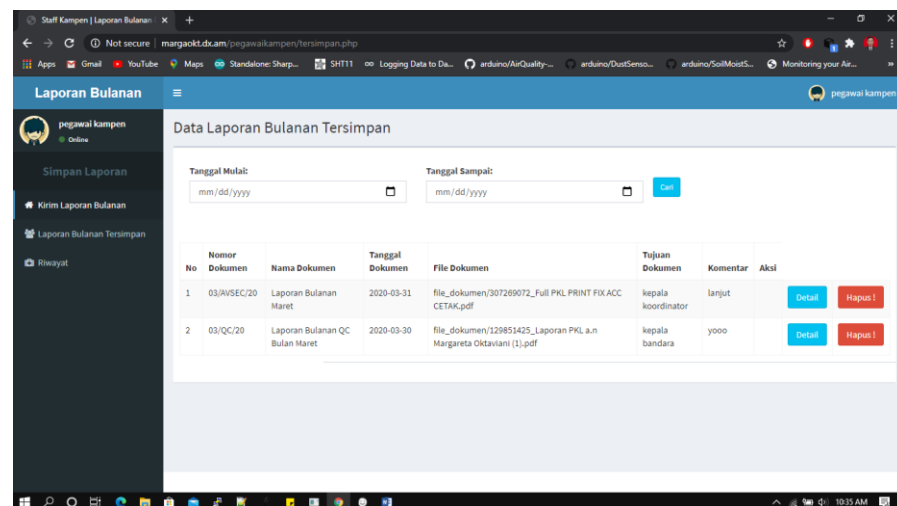 Staff Kampen | Laporan Bulanan
Not secure | margaokt.dx.am/pegawaikampen/tersimpan.php
Apps Gmail YouTube Maps Standalone: Sharp... SHT11 Logging Data to Da... arduino/AirQuality-... arduino/DustSenso... arduino/SoilMoistS... Monitoring your Air... »
Laporan Bulanan
pegawai kampen
pegawai kampen
Online
Data Laporan Bulanan Tersimpan
Simpan Laporan
Kirim Laporan Bulanan
Laporan Bulanan Tersimpan
Riwayat
Tanggal Mulai: Tanggal Sampai:
mm/dd/yyyy mm/dd/yyyy Cari
No Nomor Dokumen Nama Dokumen Tanggal Dokumen File Dokumen Tujuan Dokumen Komentar Aksi
1 03/AVSEC/20 Laporan Bulanan Maret 2020-03-31 file_dokumen/307269072_Full PKL PRINT FIX ACC CETAK.pdf kepala koordinator lanjut Detail Hapus !
2 03/QC/20 Laporan Bulanan QC Bulan Maret 2020-03-30 file_dokumen/129851425_Laporan PKL a.n Margareta Oktaviani (1).pdf kepala bandara yooo Detail Hapus !
10:35 AM